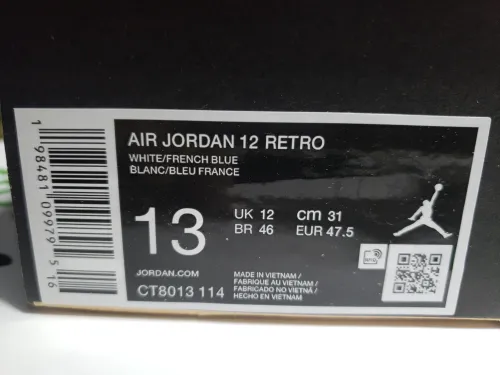 AIR JORDAN 12 RETRO
WHITE/FRENCH BLUE
BLANC/BLEU FRANCE
13
UK 12
cm 31
BR 46
EUR 47.5
JORDAN.COM
CT8013 114
MADE IN VIETNAM /
FABRIQUE AU VIETNAM /
FABRICADO NO VIETNÃ /
HECHO EN VIETNAM
1 98481 09979 5 16